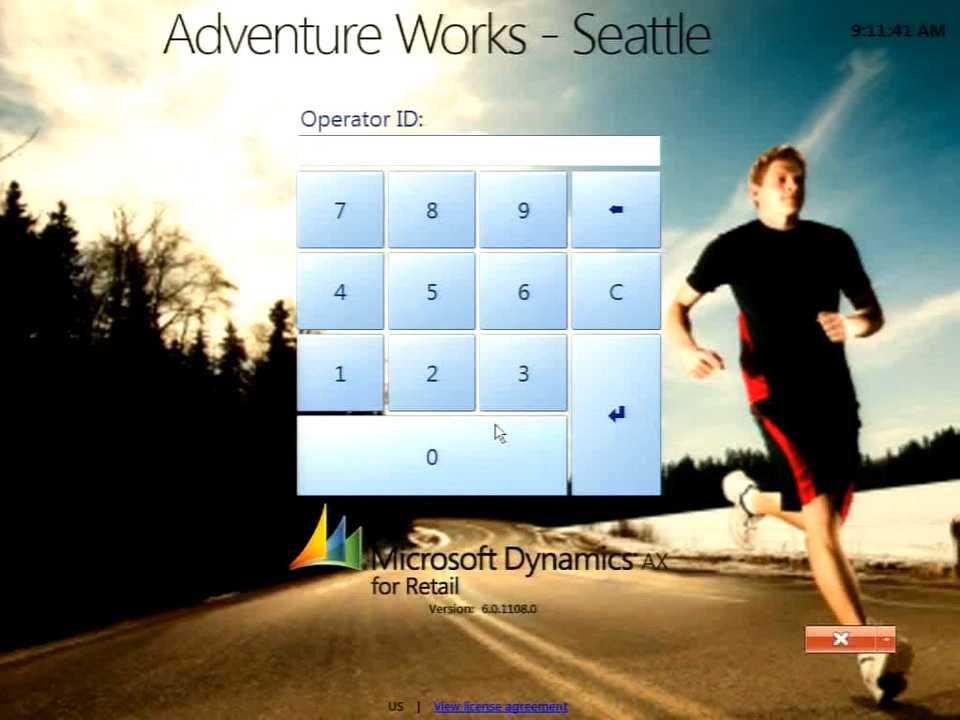 Adventure Works - Seattle
9:11:41 AM
Operator ID:
7 8 9
4 5 6 C
1 2 3
0
Microsoft Dynamics AX
for Retail
Version: 6.0.1108.0
US | View license agreement